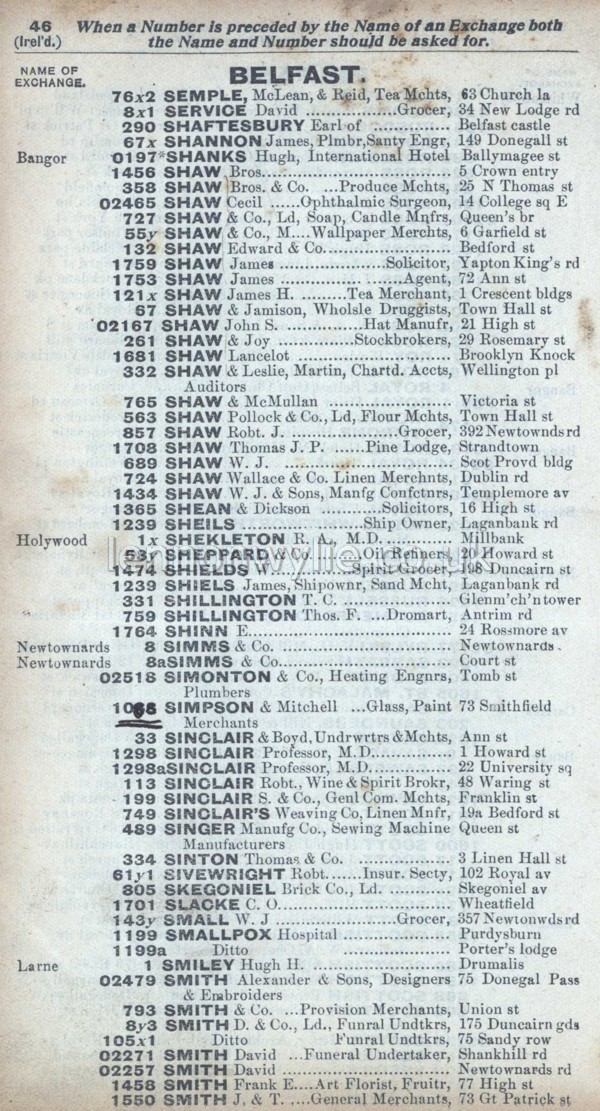 46 When a Number is preceded by the Name of an Exchange both
(Irel'd.) the Name and Number should be asked for.
NAME OF
EXCHANGE.
BELFAST.
76x2 SEMPLE, McLean, & Reid, Tea Mchts, 63 Church la
8x1 SERVICE David ...................Grocer, 34 New Lodge rd
290 SHAFTESBURY Earl of ............ Belfast castle
67x SHANNON James, Plmbr, Santy Engr, 149 Donegall st
Bangor 0197*SHANKS Hugh, International Hotel Ballymagee st
1456 SHAW Bros............................... 5 Crown entry
358 SHAW Bros. & Co. ...Produce Mchts, 25 N Thomas st
02465 SHAW Cecil ......Ophthalmic Surgeon, 14 College sq E
727 SHAW & Co., Ld, Soap, Candle Mnfrs, Queen's br
55y SHAW & Co., M....Wallpaper Merchts, 6 Garfield st
132 SHAW Edward & Co.................... Bedford st
1759 SHAW James ..................Solicitor, Yapton King's rd
1753 SHAW James .....................Agent, 72 Ann st
121x SHAW James H. .........Tea Merchant, 1 Crescent bldgs
67 SHAW & Jamison, Wholsle Druggists, Town Hall st
02167 SHAW John S. ...............Hat Manufr, 21 High st
261 SHAW & Joy ...............Stockbrokers, 29 Rosemary st
1681 SHAW Lancelot ........................ Brooklyn Knock
332 SHAW & Leslie, Martin, Chartd. Accts, Wellington pl
Auditors
765 SHAW & McMullan .................... Victoria st
563 SHAW Pollock & Co., Ld, Flour Mchts, Town Hall st
857 SHAW Robt. J. .....................Grocer, 392 Newtownds rd
1708 SHAW Thomas J. P. ......Pine Lodge, Strandtown
689 SHAW W. J. ........................... Scot Provd bldg
724 SHAW Wallace & Co. Linen Merchnts, Dublin rd
1434 SHAW W. J. & Sons, Manfg Confctnrs, Templemore av
1365 SHEAN & Dickson ............Solicitors, 16 High st
1239 SHEILS .......................Ship Owner, Laganbank rd
Holywood 1x SHEKLETON R. A., M.D............. Millbank
53y SHEPPARD & Co. .........Oil Refiners, 20 Howard st
1474 SHIELDS W...............Spirit Grocer, 198 Duncairn st
1239 SHIELS James, Shipownr, Sand Mcht, Laganbank rd
331 SHILLINGTON T. C. ................. Glenm'ch'n tower
759 SHILLINGTON Thos. F. ...Dromart, Antrim rd
1764 SHINN E.................................. 24 Rossmore av
Newtownards 8 SIMMS & Co. ........................... Newtownards
Newtownards 8aSIMMS & Co........................... Court st
02518 SIMONTON & Co., Heating Engnrs, Tomb st
Plumbers
1068 SIMPSON & Mitchell ...Glass, Paint 73 Smithfield
Merchants
33 SINCLAIR & Boyd, Undrwrtrs & Mchts, Ann st
1298 SINCLAIR Professor, M.D.............. 1 Howard st
1298aSINCLAIR Professor, M.D.............. 22 University sq
113 SINCLAIR Robt., Wine & Spirit Brokr, 48 Waring st
199 SINCLAIR S. & Co., Genl Com. Mchts, Franklin st
749 SINCLAIR'S Weaving Co, Linen Mnfr, 19a Bedford st
489 SINGER Manufg Co., Sewing Machine Queen st
Manufacturers
334 SINTON Thomas & Co. ............... 3 Linen Hall st
61y1 SIVEWRIGHT Robt......Insur. Secty, 102 Royal av
805 SKEGONIEL Brick Co., Ld. ........... Skegoniel av
1701 SLACKE C. O............................ Wheatfield
143y SMALL W. J .......................Grocer, 357 Newtonwds rd
1199 SMALLPOX Hospital ................. Purdysburn
1199a Ditto .................. Porter's lodge
Larne 1 SMILEY Hugh H. ...................... Drumalis
02479 SMITH Alexander & Sons, Designers 75 Donegal Pass
& Embroiders
793 SMITH & Co. ...Provision Merchants, Union st
8y3 SMITH D. & Co., Ld., Funral Undtkrs, 175 Duncairn gds
105x1 Ditto Funral Undtkrs, 75 Sandy row
02271 SMITH David ...Funeral Undertaker, Shankhill rd
02257 SMITH David ........................... Newtownards rd
1458 SMITH Frank E....Art Florist, Fruitr, 77 High st
1550 SMITH J. & T. ....General Merchants, 73 Gt Patrick st